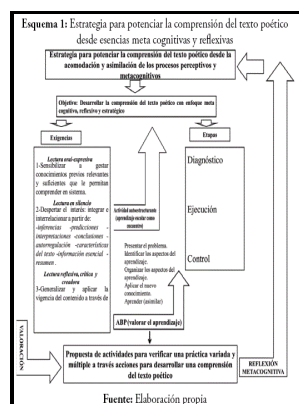 Esquema 1: Estrategia para potenciar la comprensión del texto poético
desde esencias meta cognitivas y reflexivas
Estrategia para potenciar la comprensión del texto poético desde la
acomodación y asimilación de los procesos perceptivos y
metacognitivos
Objetivo: Desarrollar la comprensión del texto poético con enfoque meta
cognitivo, reflexivo y estratégico
Exigencias
Etapas
Lectura oral-expresiva
1-Sensibilizar a gestar
conocimientos previos relevantes
y suficientes que le permitan
comprender en sistema.
Lectura en silencio
2-Despertar el interés: integrar e
interrelacionar a partir de:
-inferencias -predicciones -
interpretaciones -conclusiones -
autorregulación -características
del texto -información esencial -
resumen .
Lectura reflexiva, crítica y
creadora
3-Generalizar y aplicar la
vigencia del contenido a través de
Actividad autoestructurante
(aprendizaje escolar como
encuentro)
Presentar el problema.
Identificar los aspectos del
aprendizaje.
Organizar los aspectos del
aprendizaje.
Aplicar el nuevo
conocimiento.
Aprender (asimilar)
ABP(valorar el aprendizaje)
Diagnóstico
Ejecución
Control
VALORACIÓN
Propuesta de actividades para verificar una práctica variada y
múltiple a través acciones para desarrollar una comprensión del
texto poético
REFLEXIÓN
METACOGNITIVA
Fuente: Elaboración propia